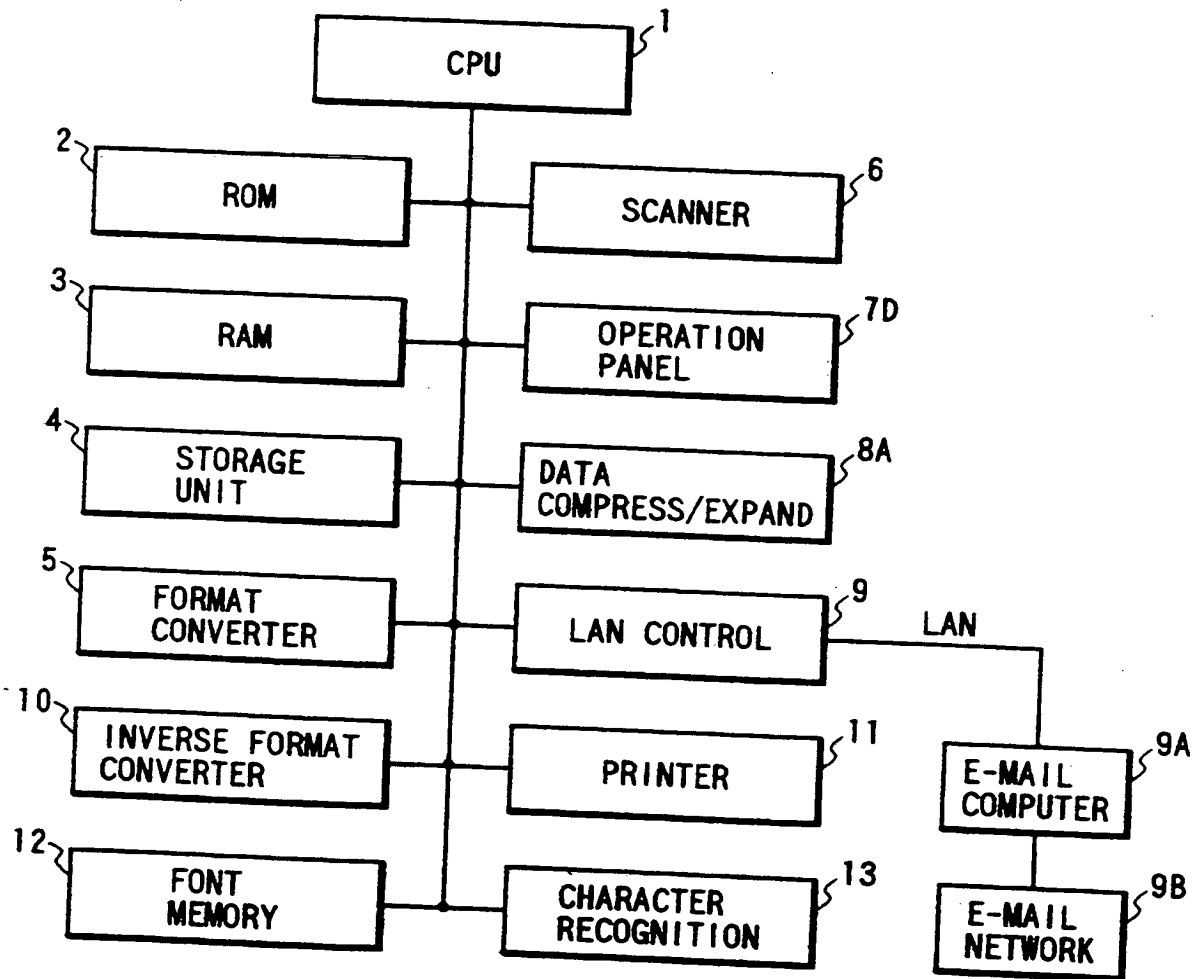 1
CPU
2
ROM
6
SCANNER
3
RAM
7D
OPERATION
PANEL
4
STORAGE
UNIT
8A
DATA
COMPRESS/EXPAND
5
FORMAT
CONVERTER
9
LAN CONTROL
LAN
10
INVERSE FORMAT
CONVERTER
11
PRINTER
9A
E-MAIL
COMPUTER
12
FONT
MEMORY
13
CHARACTER
RECOGNITION
9B
E-MAIL
NETWORK